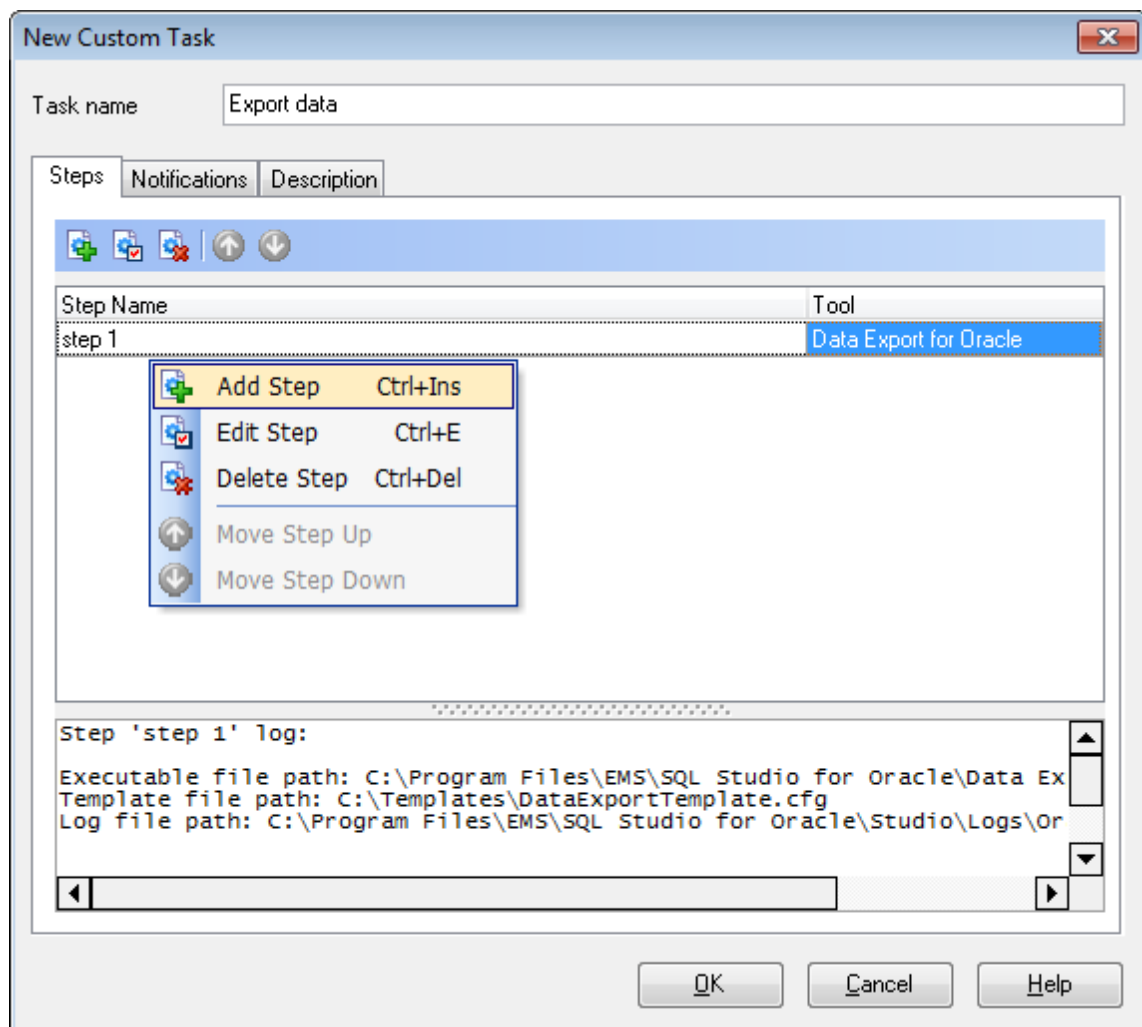 New Custom Task
Task name Export data
Steps Notifications Description
Step Name Tool
step 1 Data Export for Oracle
Add Step Ctrl+Ins
Edit Step Ctrl+E
Delete Step Ctrl+Del
Move Step Up
Move Step Down
Step 'step 1' log:
Executable file path: C:\Program Files\EMS\SQL Studio for Oracle\Data Ex
Template file path: C:\Templates\DataExportTemplate.cfg
Log file path: C:\Program Files\EMS\SQL Studio for Oracle\Studio\Logs\Or
OK Cancel Help